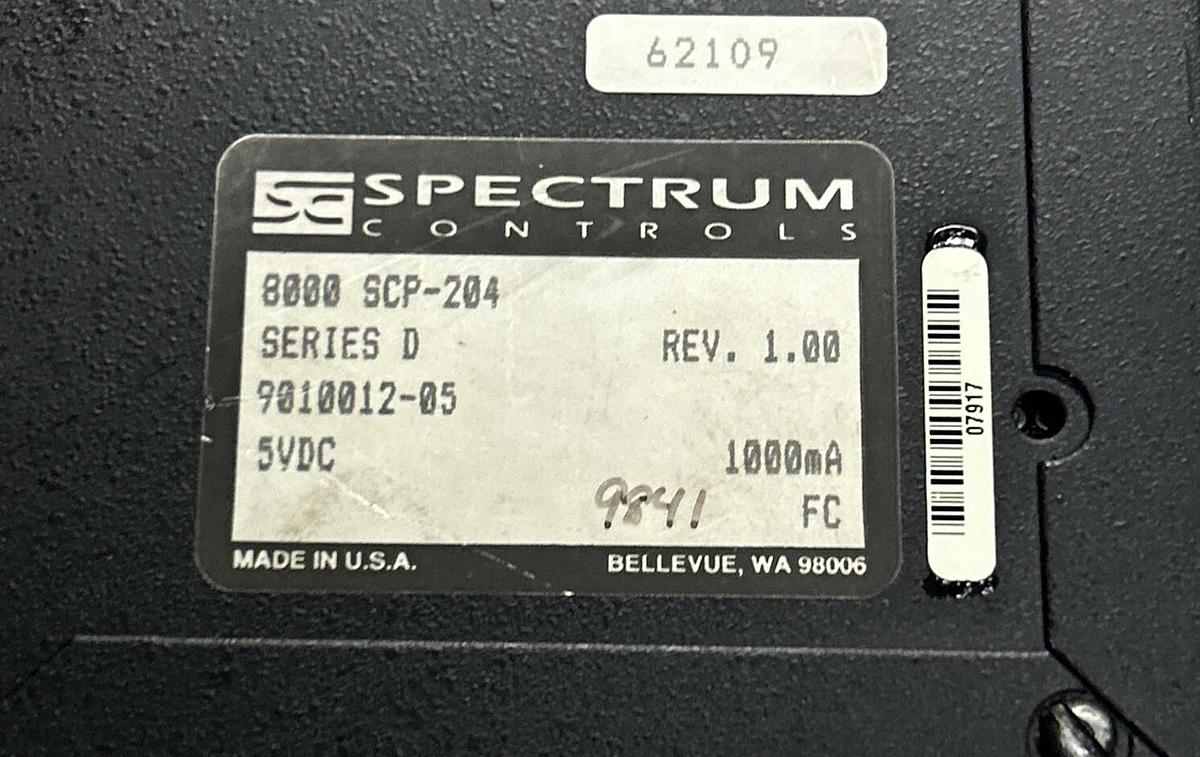 62109
SC SPECTRUM
CONTROLS
8000 SCP-204
SERIES D REV. 1.00
9010012-05
5VDC 1000mA
9841 FC
MADE IN U.S.A. BELLEVUE, WA 98006
07917